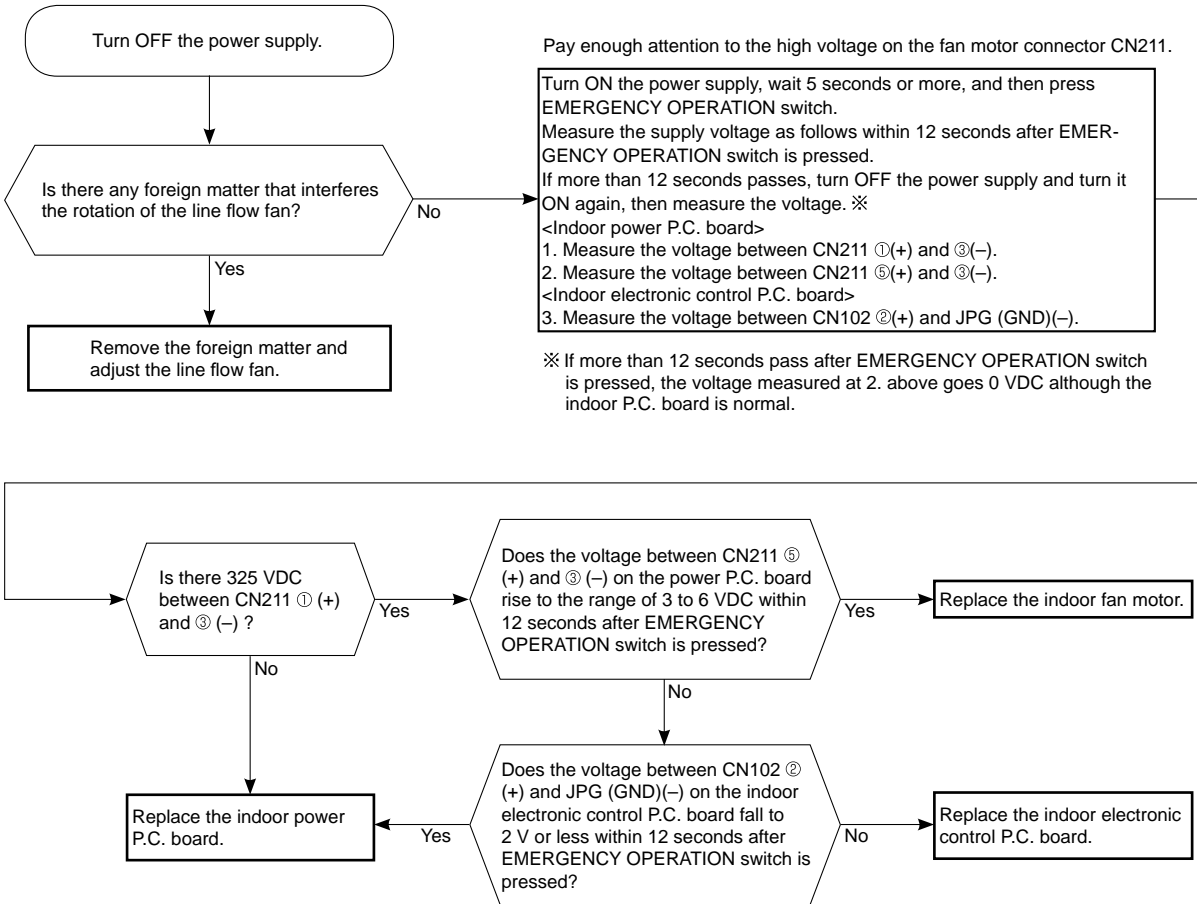 Turn OFF the power supply.
Is there any foreign matter that interferes
the rotation of the line flow fan?
No
Yes
Remove the foreign matter and
adjust the line flow fan.
Pay enough attention to the high voltage on the fan motor connector CN211.
Turn ON the power supply, wait 5 seconds or more, and then press
EMERGENCY OPERATION switch.
Measure the supply voltage as follows within 12 seconds after EMER-
GENCY OPERATION switch is pressed.
If more than 12 seconds passes, turn OFF the power supply and turn it
ON again, then measure the voltage. ※
<Indoor power P.C. board>
1. Measure the voltage between CN211 ①(+) and ③(–).
2. Measure the voltage between CN211 ⑤(+) and ③(–).
<Indoor electronic control P.C. board>
3. Measure the voltage between CN102 ②(+) and JPG (GND)(–).
※ If more than 12 seconds pass after EMERGENCY OPERATION switch
is pressed, the voltage measured at 2. above goes 0 VDC although the
indoor P.C. board is normal.
Is there 325 VDC
between CN211 ① (+)
and ③ (–) ?
Yes
No
Does the voltage between CN211 ⑤
(+) and ③ (–) on the power P.C. board
rise to the range of 3 to 6 VDC within
12 seconds after EMERGENCY
OPERATION switch is pressed?
Yes
Replace the indoor fan motor.
No
Replace the indoor power
P.C. board.
Yes
Does the voltage between CN102 ②
(+) and JPG (GND)(–) on the indoor
electronic control P.C. board fall to
2 V or less within 12 seconds after
EMERGENCY OPERATION switch is
pressed?
No
Replace the indoor electronic
control P.C. board.